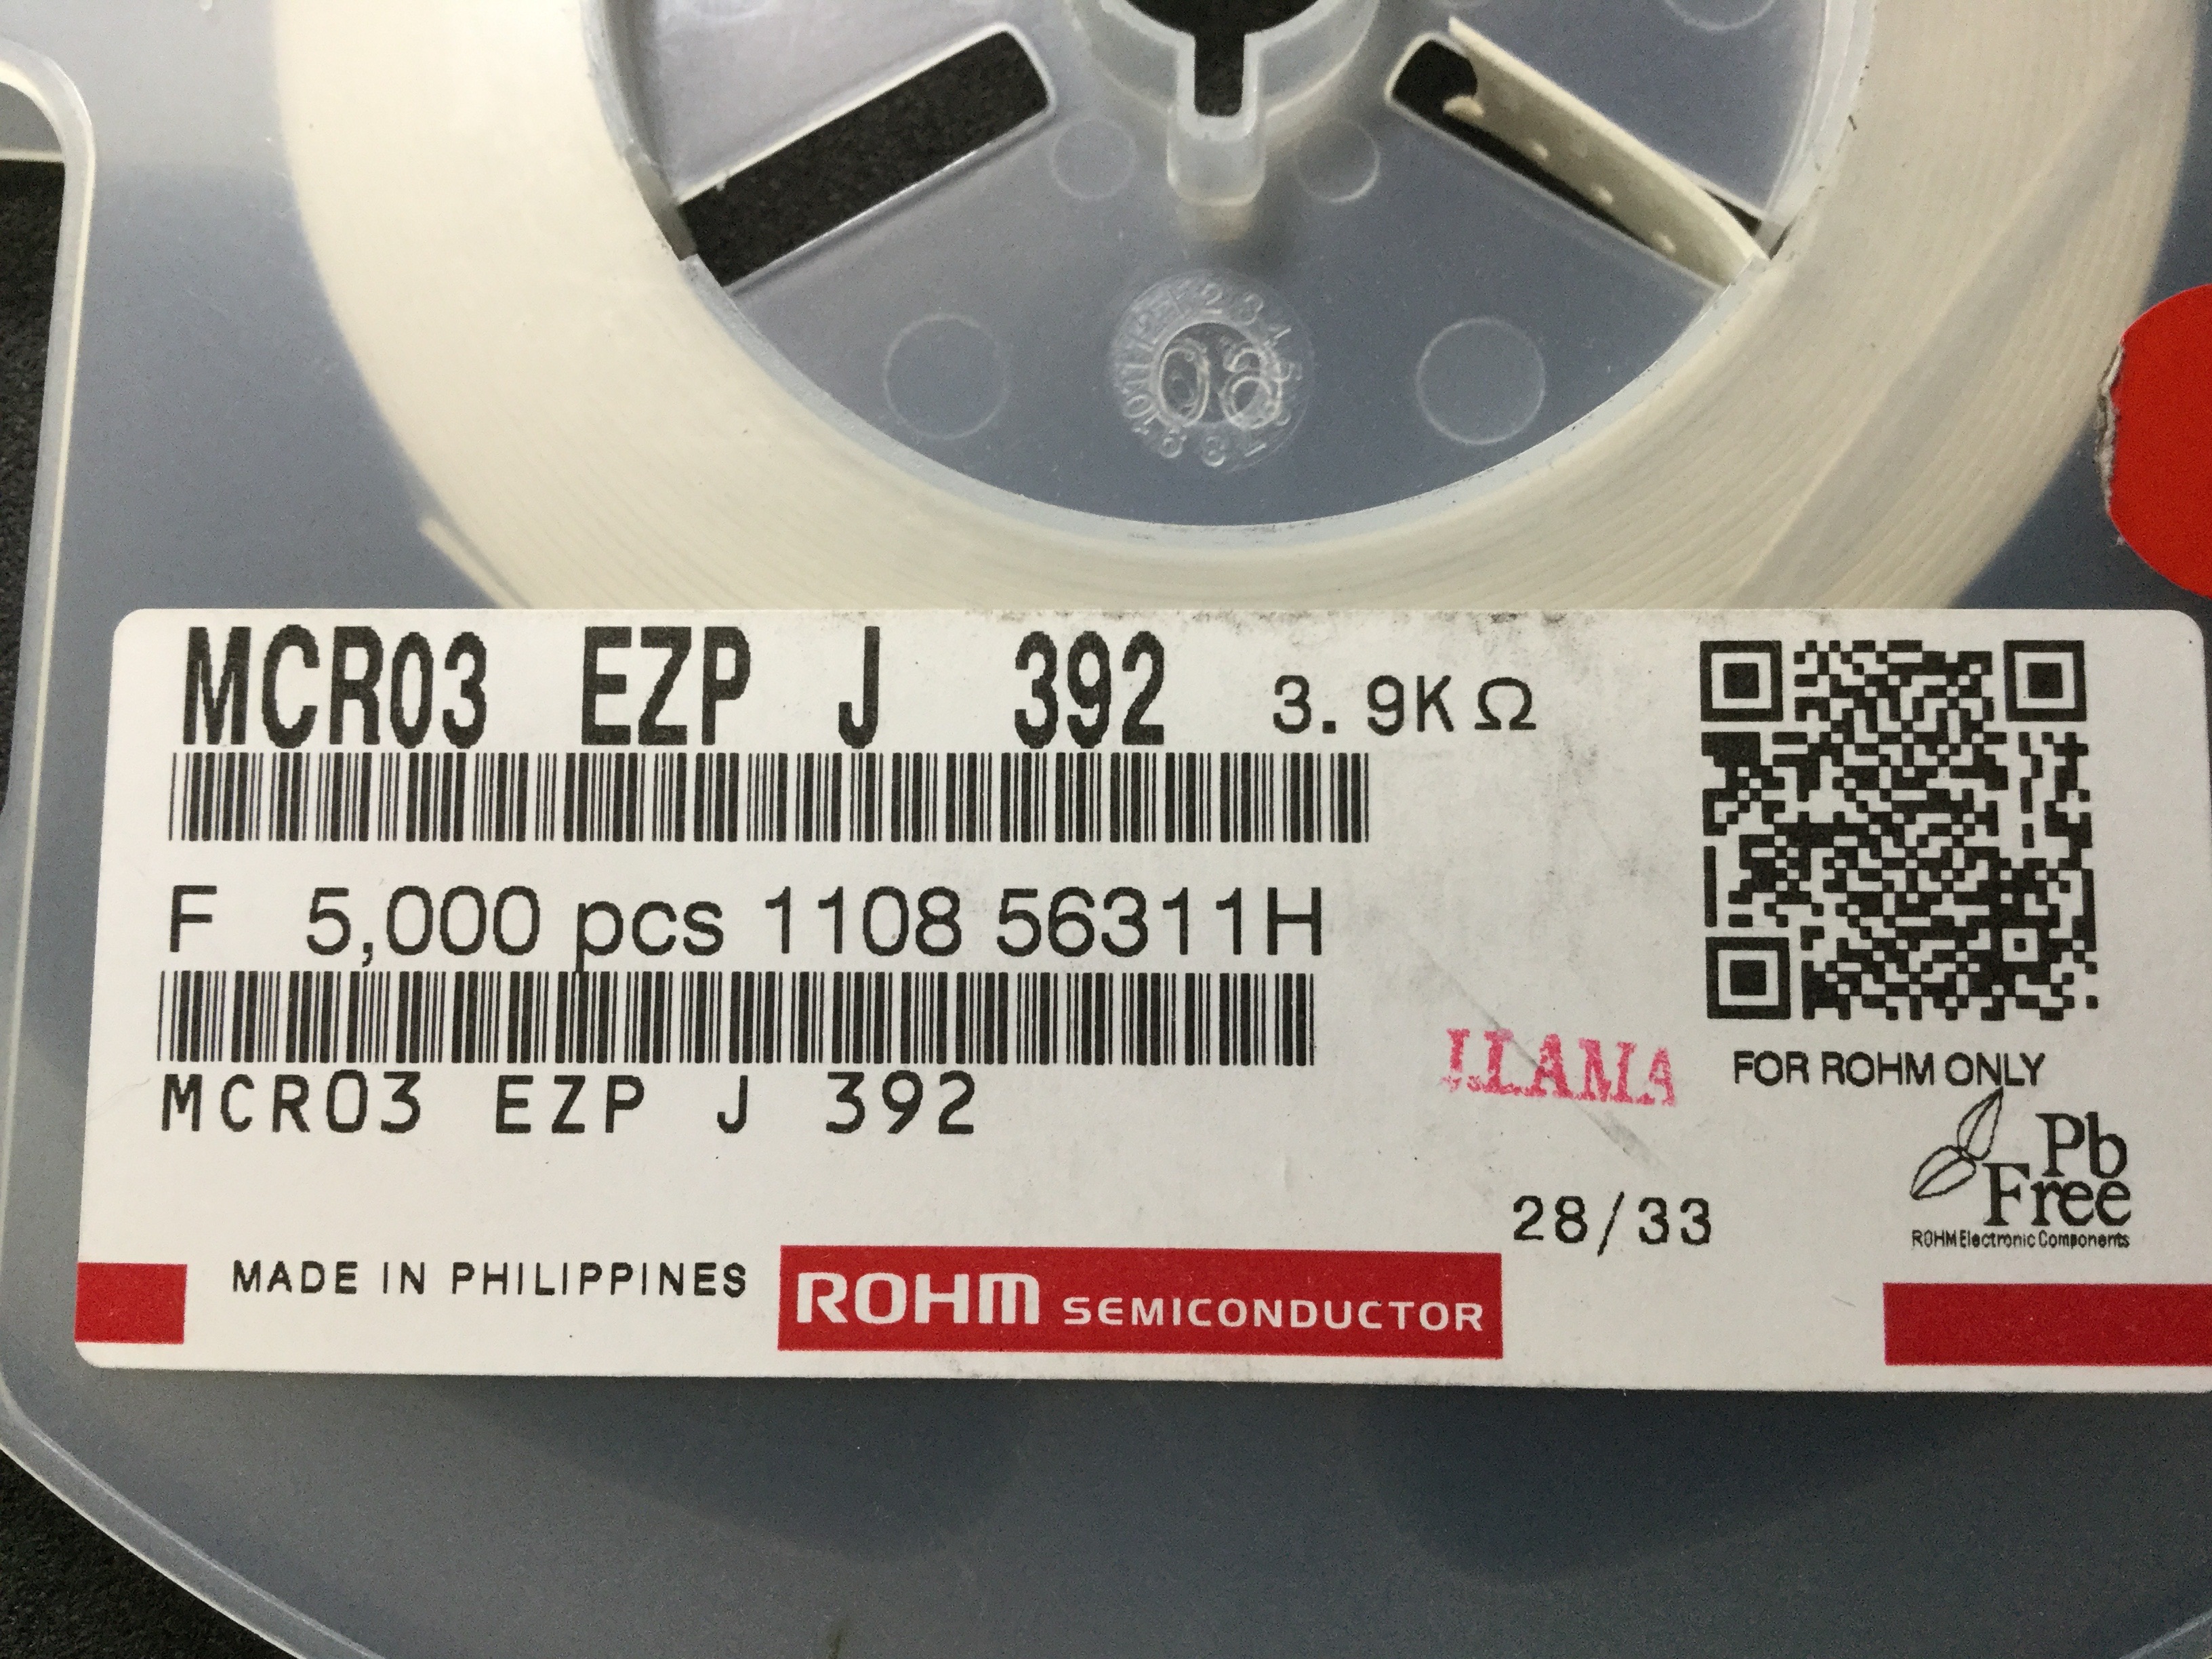 MCR03 EZP J 392 3.9KΩ
F 5,000 pcs 1108 56311H
MCR03 EZP J 392
LLAMA
FOR ROHM ONLY
Pb
Free
ROHM Electronic Components
28/33
MADE IN PHILIPPINES
ROHM SEMICONDUCTOR